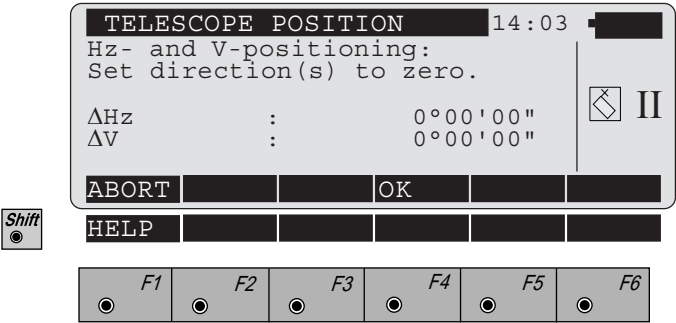 TELESCOPE POSITION 14:03
Hz- and V-positioning:
Set direction(s) to zero.
ΔHz : 0°00'00"
ΔV : 0°00'00"
II
ABORT OK
Shift
HELP
F1 F2 F3 F4 F5 F6